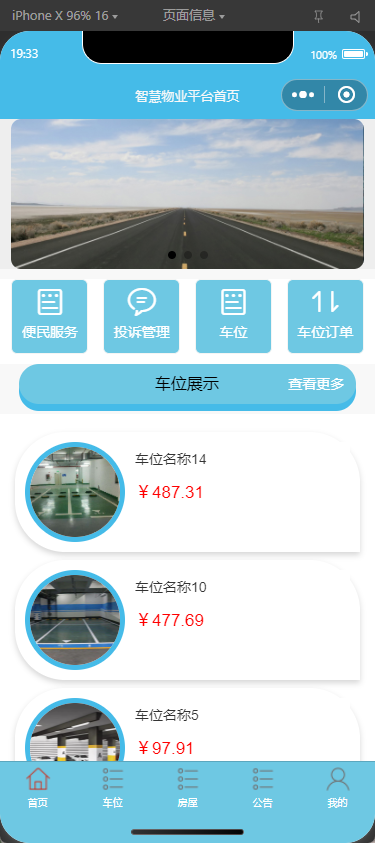 iPhone X 96% 16 页面信息
19:33 100%
智慧物业平台首页
便民服务 投诉管理 车位 车位订单
车位展示 查看更多
车位名称14
￥487.31
车位名称10
￥477.69
车位名称5
￥97.91
首页 车位 房屋 公告 我的